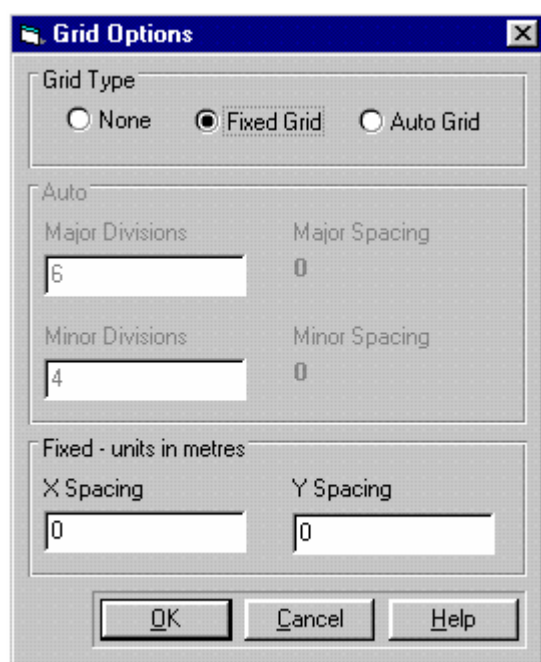 Grid Options
Grid Type
None Fixed Grid Auto Grid
Auto
Major Divisions Major Spacing
6 0
Minor Divisions Minor Spacing
4 0
Fixed - units in metres
X Spacing Y Spacing
0 0
OK Cancel Help